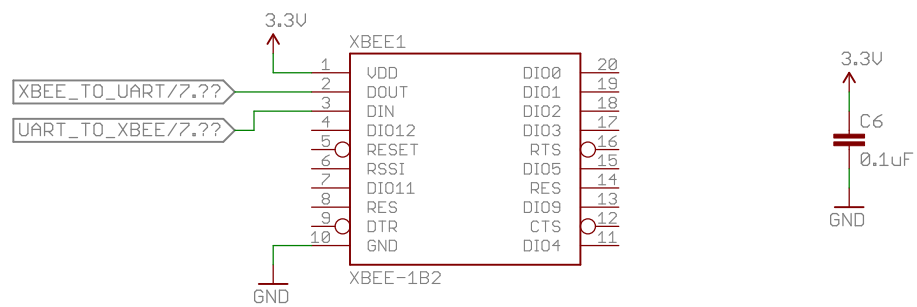 3.3V
XBEE1
1 VDD DIO0 20
XBEE_TO_UART/7.?? 2 DOUT DIO1 19
3 DIN DIO2 18
UART_TO_XBEE/7.?? 4 DIO12 DIO3 17
5 RESET RTS 16
6 RSSI DIO5 15
7 DIO11 RES 14
8 RES DIO9 13
9 DTR CTS 12
10 GND DIO4 11
XBEE-1B2
GND
3.3V
C6
0.1uF
GND